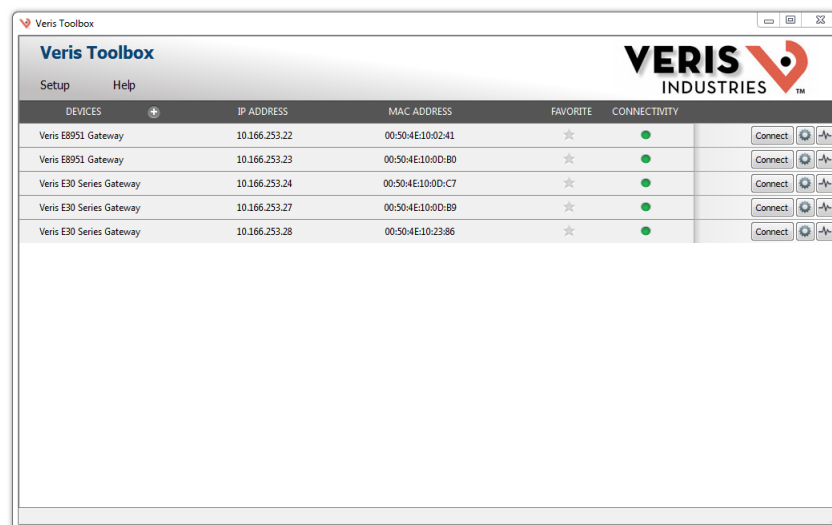 Veris Toolbox
Veris Toolbox
VERIS
INDUSTRIES ™
Setup Help
DEVICES IP ADDRESS MAC ADDRESS FAVORITE CONNECTIVITY
Veris E8951 Gateway 10.166.253.22 00:50:4E:10:02:41 Connect
Veris E8951 Gateway 10.166.253.23 00:50:4E:10:0D:B0 Connect
Veris E30 Series Gateway 10.166.253.24 00:50:4E:10:0D:C7 Connect
Veris E30 Series Gateway 10.166.253.27 00:50:4E:10:0D:B9 Connect
Veris E30 Series Gateway 10.166.253.28 00:50:4E:10:23:86 Connect